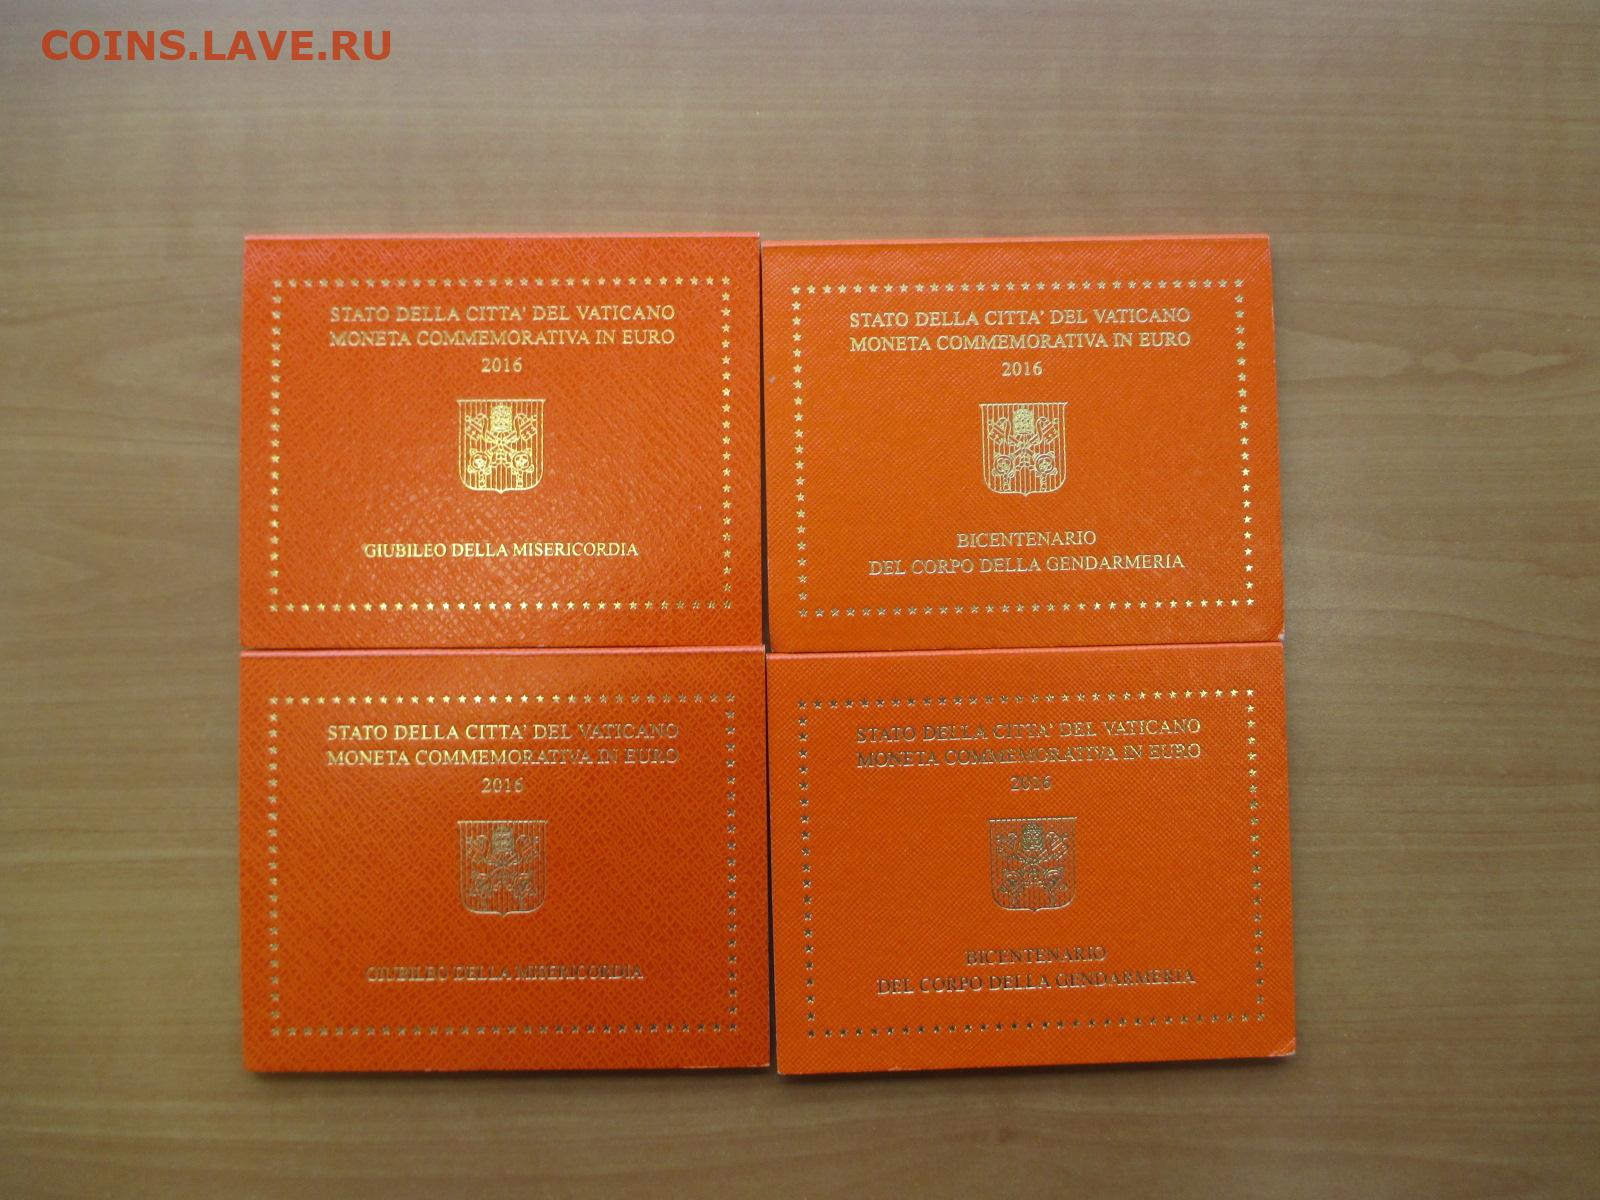 COINS.LAVE.RU
STATO DELLA CITTA' DEL VATICANO
MONETA COMMEMORATIVA IN EURO
2016
GIUBILEO DELLA MISERICORDIA
STATO DELLA CITTA' DEL VATICANO
MONETA COMMEMORATIVA IN EURO
2016
BICENTENARIO
DEL CORPO DELLA GENDARMERIA
STATO DELLA CITTA' DEL VATICANO
MONETA COMMEMORATIVA IN EURO
2016
GIUBILEO DELLA MISERICORDIA
STATO DELLA CITTA' DEL VATICANO
MONETA COMMEMORATIVA IN EURO
2016
BICENTENARIO
DEL CORPO DELLA GENDARMERIA